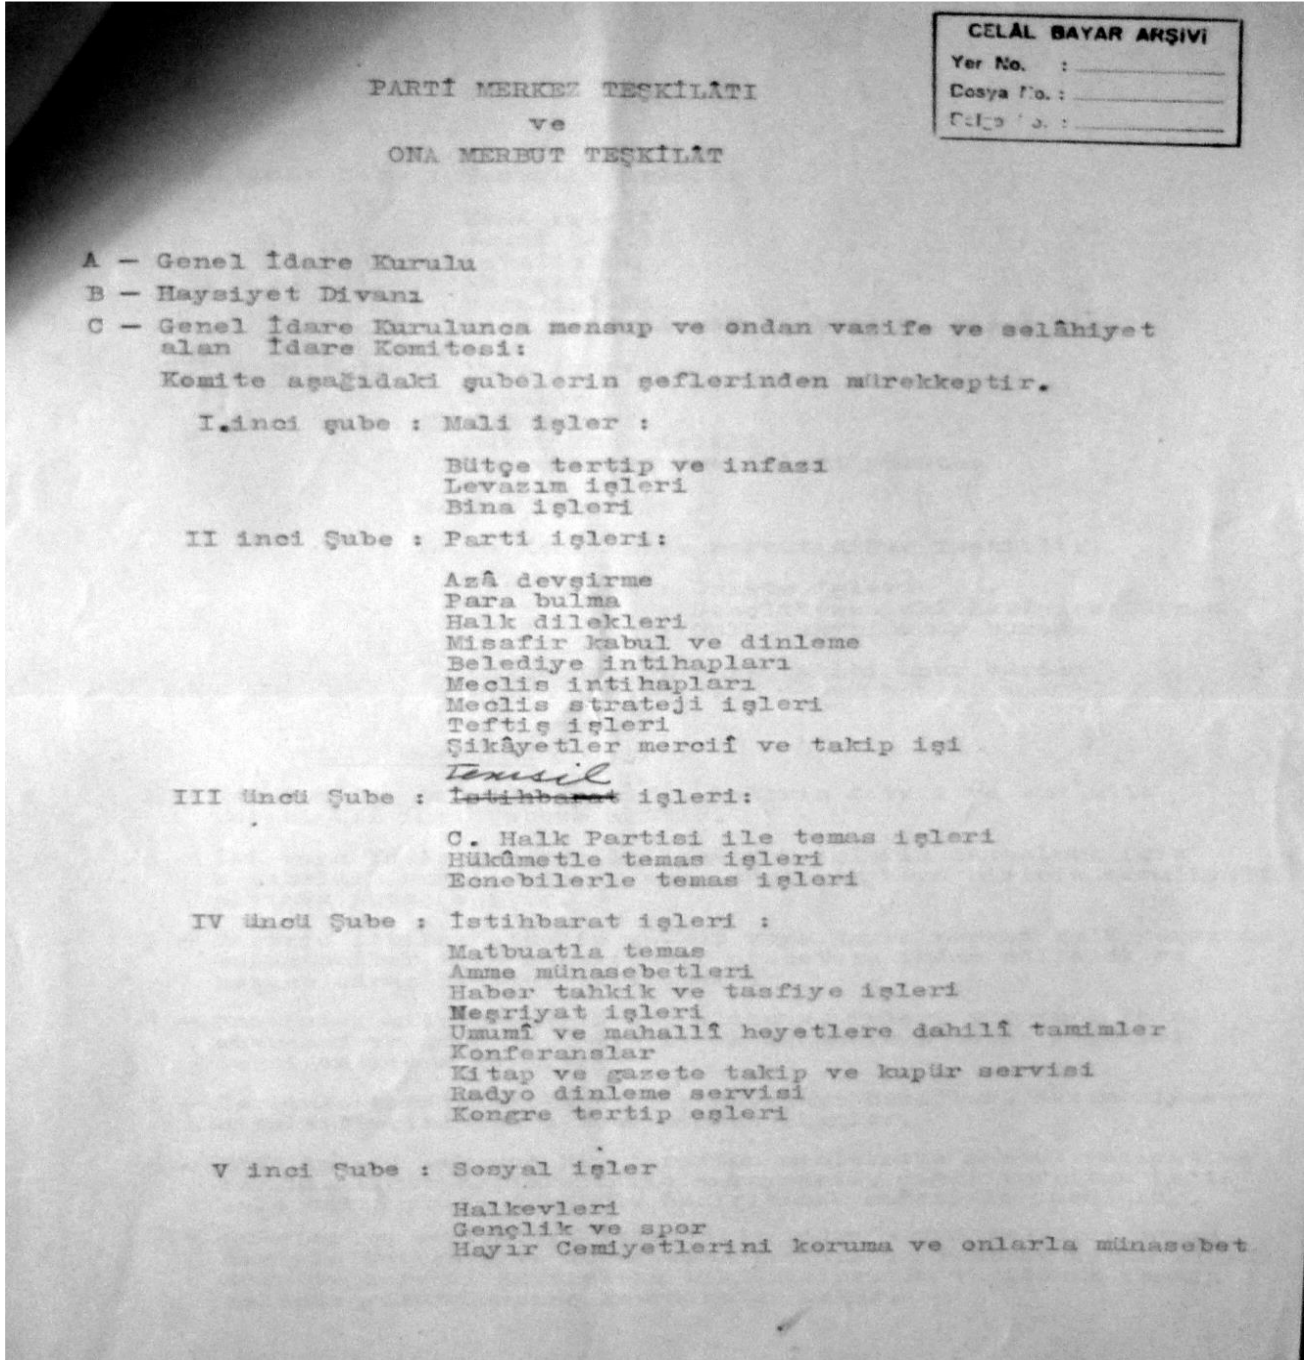 CELÂL BAYAR ARŞİVİ
Yer No. :
Dosya No. :
PARTÎ MERKEZ TEŞKİLÂTI
ve
ONA MERBUT TEŞKİLÂT
A — Genel Îdare Kurulu
B — Haysiyet Divanı
C — Genel Îdare Kurulunca mensup ve ondan vazife ve selâhiyet
alan Îdare Komitesi:
Komite aşağıdaki şubelerin şeflerinden mürekkeptir.
I.inci şube : Mali işler :
Bütçe tertip ve infazı
Levazım işleri
Bina işleri
II inci Şube : Parti işleri:
Azâ devşirme
Para bulma
Halk dilekleri
Misafir kabul ve dinleme
Belediye intihapları
Meclis intihapları
Meclis strateji işleri
Teftiş işleri
Şikâyetler merciî ve takip işi
Temsil
III üncü Şube : İstihbarat işleri:
C. Halk Partisi ile temas işleri
Hükûmetle temas işleri
Ecnebilerle temas işleri
IV üncü Şube : İstihbarat işleri :
Matbuatla temas
Amme münasebetleri
Haber tahkik ve tasfiye işleri
Neşriyat işleri
Umumî ve mahallî heyetlere dahilî tamimler
Konferanslar
Kitap ve gazete takip ve kupür servisi
Radyo dinleme servisi
Kongre tertip eşleri
V inci Şube : Sosyal işler
Halkevleri
Gençlik ve spor
Hayır Cemiyetlerini koruma ve onlarla münasebet